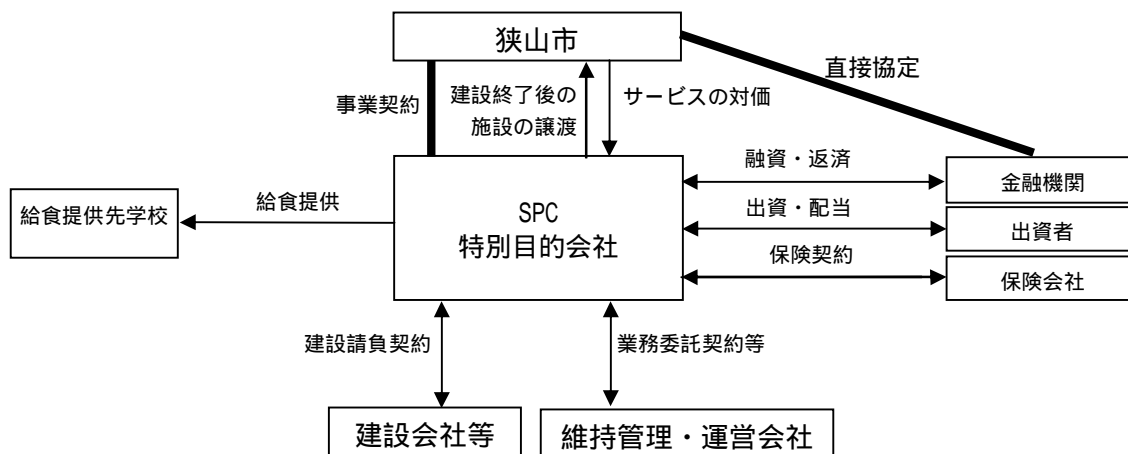 狭山市
直接協定
事業契約
建設終了後の
施設の譲渡
サービスの対価
融資・返済
金融機関
給食提供先学校
給食提供
SPC
特別目的会社
出資・配当
出資者
保険契約
保険会社
建設請負契約
業務委託契約等
建設会社等
維持管理・運営会社